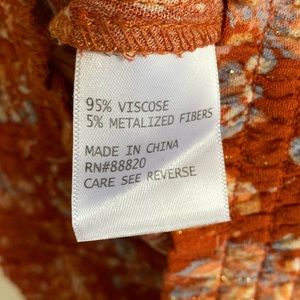 95% VISCOSE
5% METALIZED FIBERS
MADE IN CHINA
RN#88820
CARE SEE REVERSE